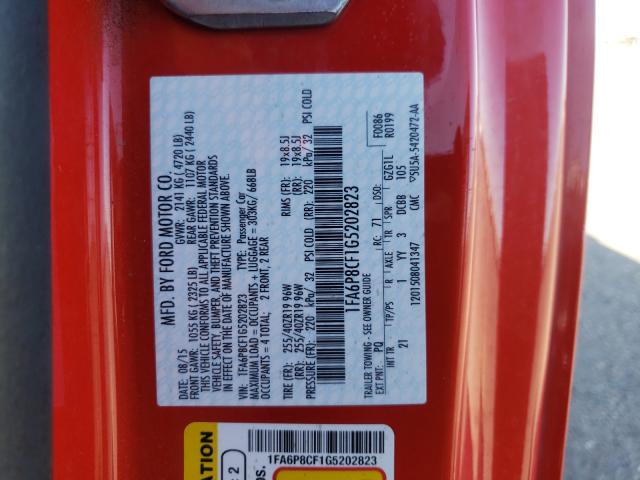 MFD. BY FORD MOTOR CO.
DATE: 08/15 GVWR: 2141 KG ( 4720 LB)
FRONT GAWR: 1055 KG ( 2325 LB) REAR GAWR: 1107 KG ( 2440 LB)
THIS VEHICLE CONFORMS TO ALL APPLICABLE FEDERAL MOTOR
VEHICLE SAFETY, BUMPER, AND THEFT PREVENTION STANDARDS
IN EFFECT ON THE DATE OF MANUFACTURE SHOWN ABOVE.
VIN: 1FA6P8CF1G5202823 TYPE: Passenger Car
MAXIMUM LOAD = OCCUPANTS + LUGGAGE = 303KG/ 668LB
OCCUPANTS = 4 TOTAL: 2 FRONT, 2 REAR
TIRE (FR): 255/40ZR19 96W RIMS (FR): 19x8.5J
(RR): 255/40ZR19 96W (RR): 19x8.5J
PRESSURE (FR): 220 kPa/ 32 PSI COLD (RR): 220 kPa/ 32 PSI COLD
1FA6P8CF1G5202823
TRAILER TOWING - SEE OWNER GUIDE F0086
EXT PNT: PQ RC: 71 DSO: R0199
INT TR TP/PS R AXLE TR SPR GZG1L
21 1 YY 3 DCBB 105
1201508041347 CMC 5U5A-5420472-AA
1FA6P8CF1G5202823